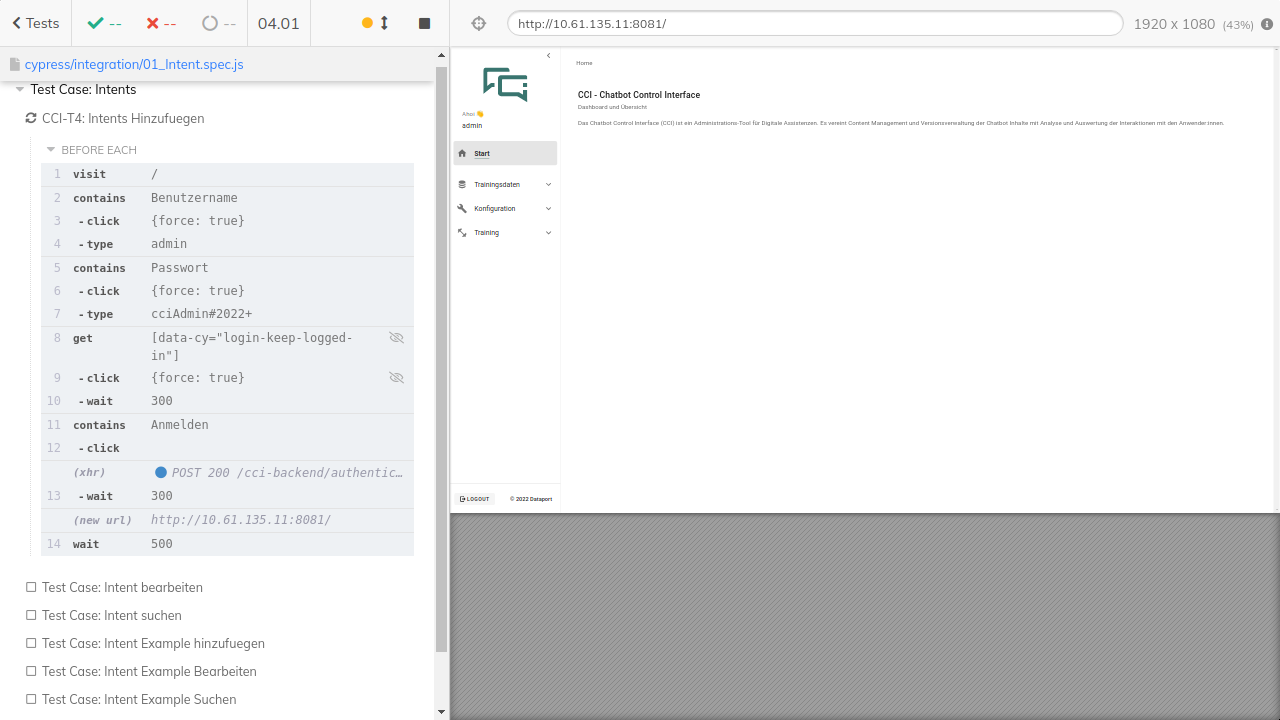 Tests
--
--
--
04.01
http://10.61.135.11:8081/
1920 x 1080 (43%)
cypress/integration/01_Intent.spec.js
Test Case: Intents
CCI-T4: Intents Hinzufuegen
BEFORE EACH
1 visit /
2 contains Benutzername
3 - click {force: true}
4 - type admin
5 contains Passwort
6 - click {force: true}
7 - type cciAdmin#2022+
8 get [data-cy="login-keep-logged-
in"]
9 - click {force: true}
10 - wait 300
11 contains Anmelden
12 - click
(xhr) POST 200 /cci-backend/authentic…
13 - wait 300
(new url) http://10.61.135.11:8081/
14 wait 500
Test Case: Intent bearbeiten
Test Case: Intent suchen
Test Case: Intent Example hinzufuegen
Test Case: Intent Example Bearbeiten
Test Case: Intent Example Suchen
Ahoi 👋
admin
Start
Trainingsdaten
Konfiguration
Training
LOGOUT
© 2022 Dataport
Home
CCI - Chatbot Control Interface
Dashboard und Übersicht
Das Chatbot Control Interface (CCI) ist ein Administrations-Tool für Digitale Assistenzen. Es vereint Content Management und Versionsverwaltung der Chatbot Inhalte mit Analyse und Auswertung der Interaktionen mit den Anwender:innen.